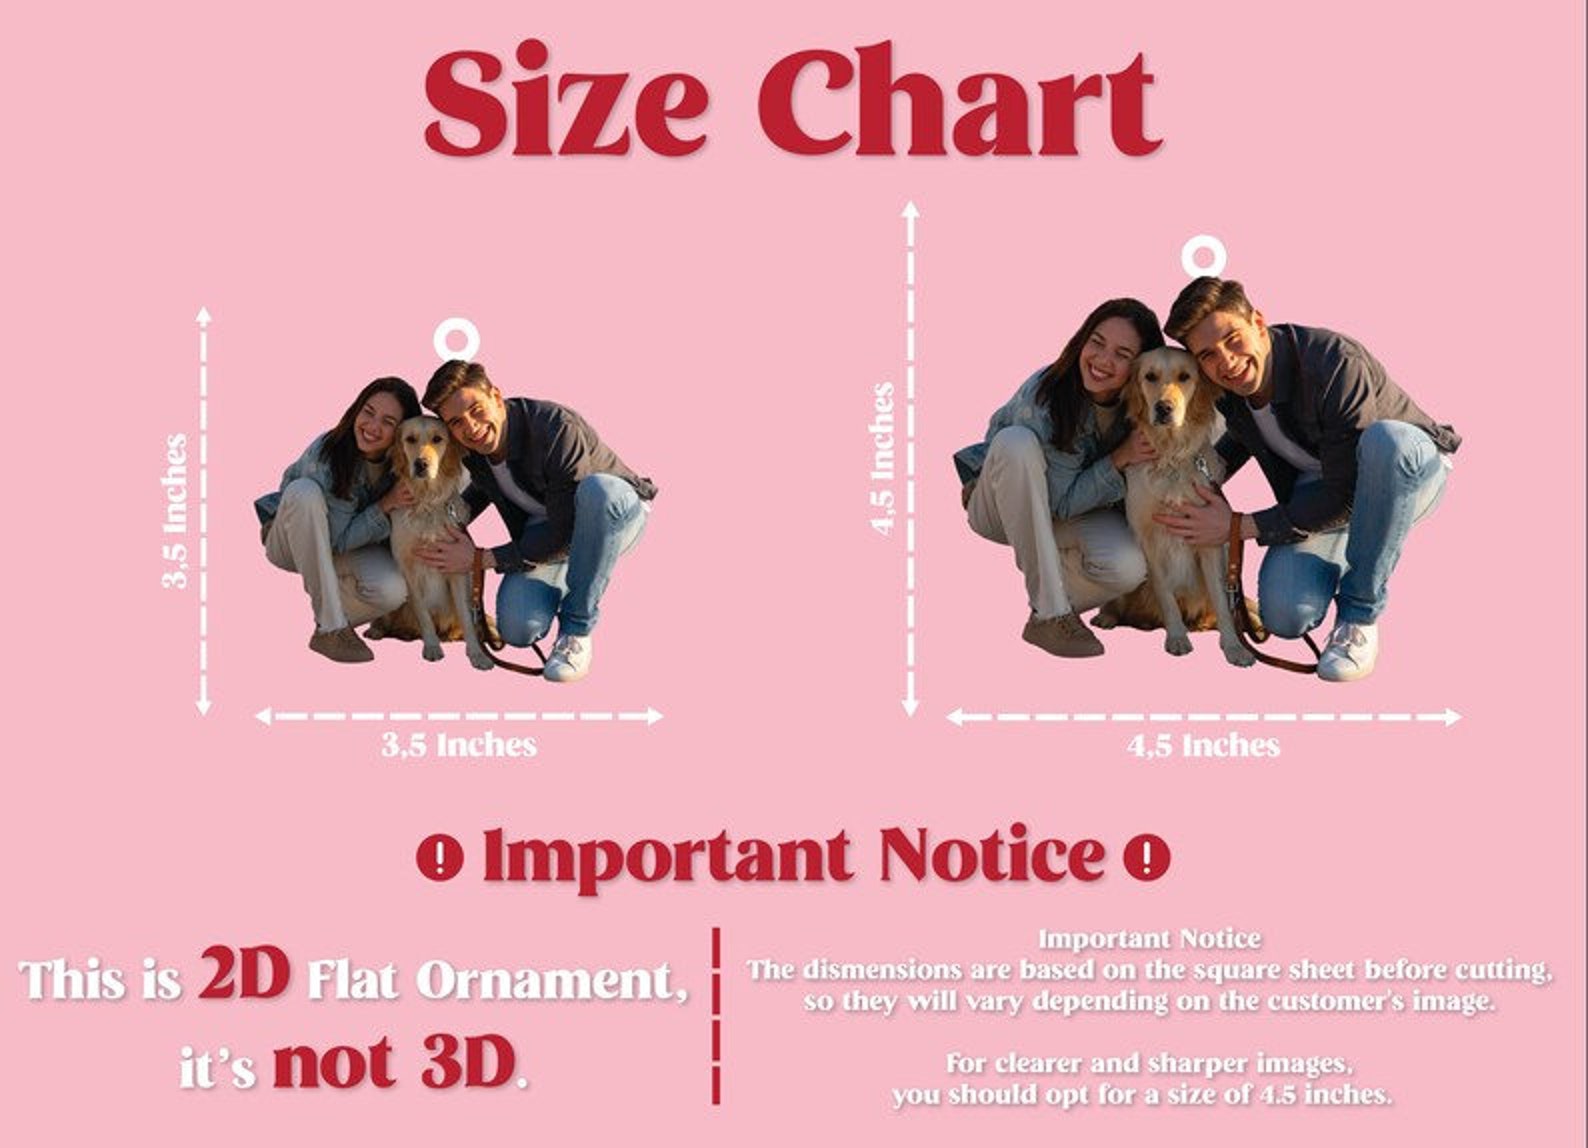 Size Chart
3,5 Inches
3,5 Inches
4,5 Inches
4,5 Inches
! Important Notice !
This is 2D Flat Ornament,
it's not 3D.
Important Notice
The dismensions are based on the square sheet before cutting,
so they will vary depending on the customer's image.
For clearer and sharper images,
you should opt for a size of 4.5 inches.